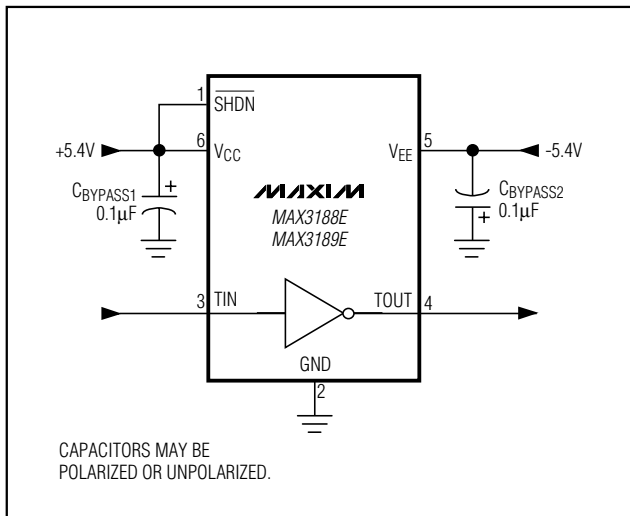 1
SHDN
+5.4V
6
VCC
5
VEE
-5.4V
CBYPASS1
0.1µF
+
MAXIM
MAX3188E
MAX3189E
CBYPASS2
0.1µF
+
3
TIN
TOUT
4
GND
2
CAPACITORS MAY BE
POLARIZED OR UNPOLARIZED.